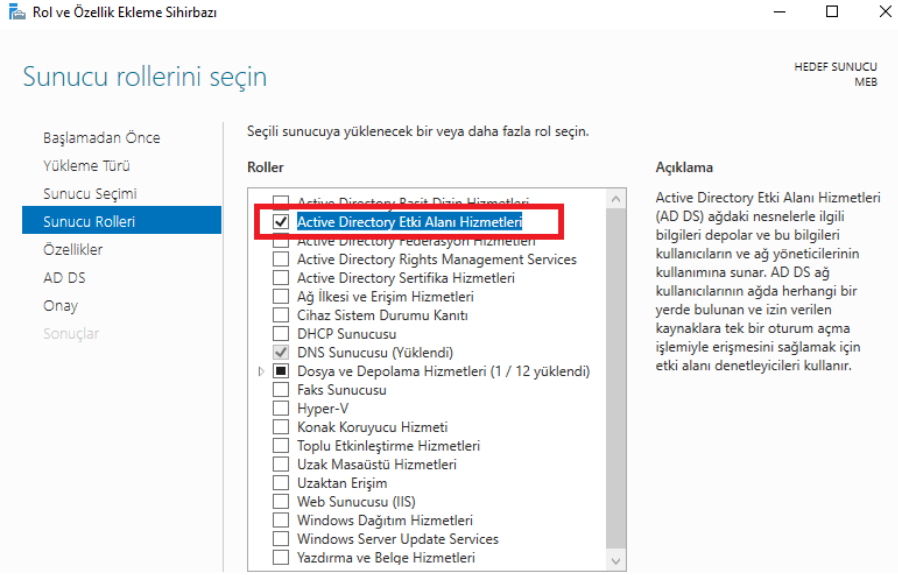 Rol ve Özellik Ekleme Sihirbazı
Sunucu rollerini seçin
HEDEF SUNUCU
MEB
Başlamadan Önce
Yükleme Türü
Sunucu Seçimi
Sunucu Rolleri
Özellikler
AD DS
Onay
Sonuçlar
Seçili sunucuya yüklenecek bir veya daha fazla rol seçin.
Roller
Active Directory Basit Dizin Hizmetleri
Active Directory Etki Alanı Hizmetleri
Active Directory Federasyon Hizmetleri
Active Directory Rights Management Services
Active Directory Sertifika Hizmetleri
Ağ İlkesi ve Erişim Hizmetleri
Cihaz Sistem Durumu Kanıtı
DHCP Sunucusu
DNS Sunucusu (Yüklendi)
Dosya ve Depolama Hizmetleri (1 / 12 yüklendi)
Faks Sunucusu
Hyper-V
Konak Koruyucu Hizmeti
Toplu Etkinleştirme Hizmetleri
Uzak Masaüstü Hizmetleri
Uzaktan Erişim
Web Sunucusu (IIS)
Windows Dağıtım Hizmetleri
Windows Server Update Services
Yazdırma ve Belge Hizmetleri
Açıklama
Active Directory Etki Alanı Hizmetleri
(AD DS) ağdaki nesnelerle ilgili
bilgileri depolar ve bu bilgileri
kullanıcıların ve ağ yöneticilerinin
kullanımına sunar. AD DS ağ
kullanıcılarının ağda herhangi bir
yerde bulunan ve izin verilen
kaynaklara tek bir oturum açma
işlemiyle erişmesini sağlamak için
etki alanı denetleyicileri kullanır.